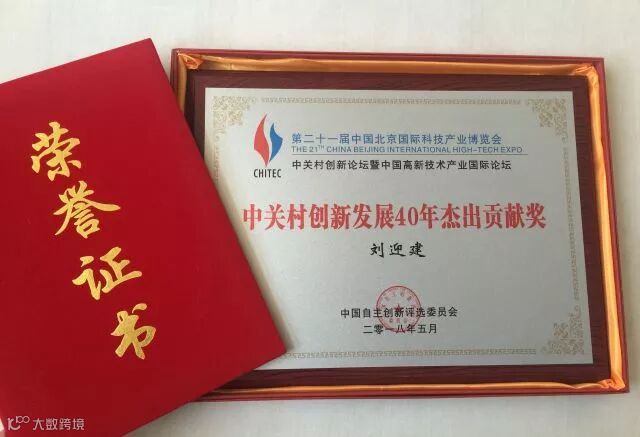 荣誉证书
CHITEC
第二十一届中国北京国际科技产业博览会
THE 21TH CHINA BEIJING INTERNATIONAL HIGH-TECH EXPO
中关村创新论坛暨中国高新技术产业国际论坛
中关村创新发展40年杰出贡献奖
刘迎建
中国自主创新评选委员会
二〇一八年五月
大数跨境